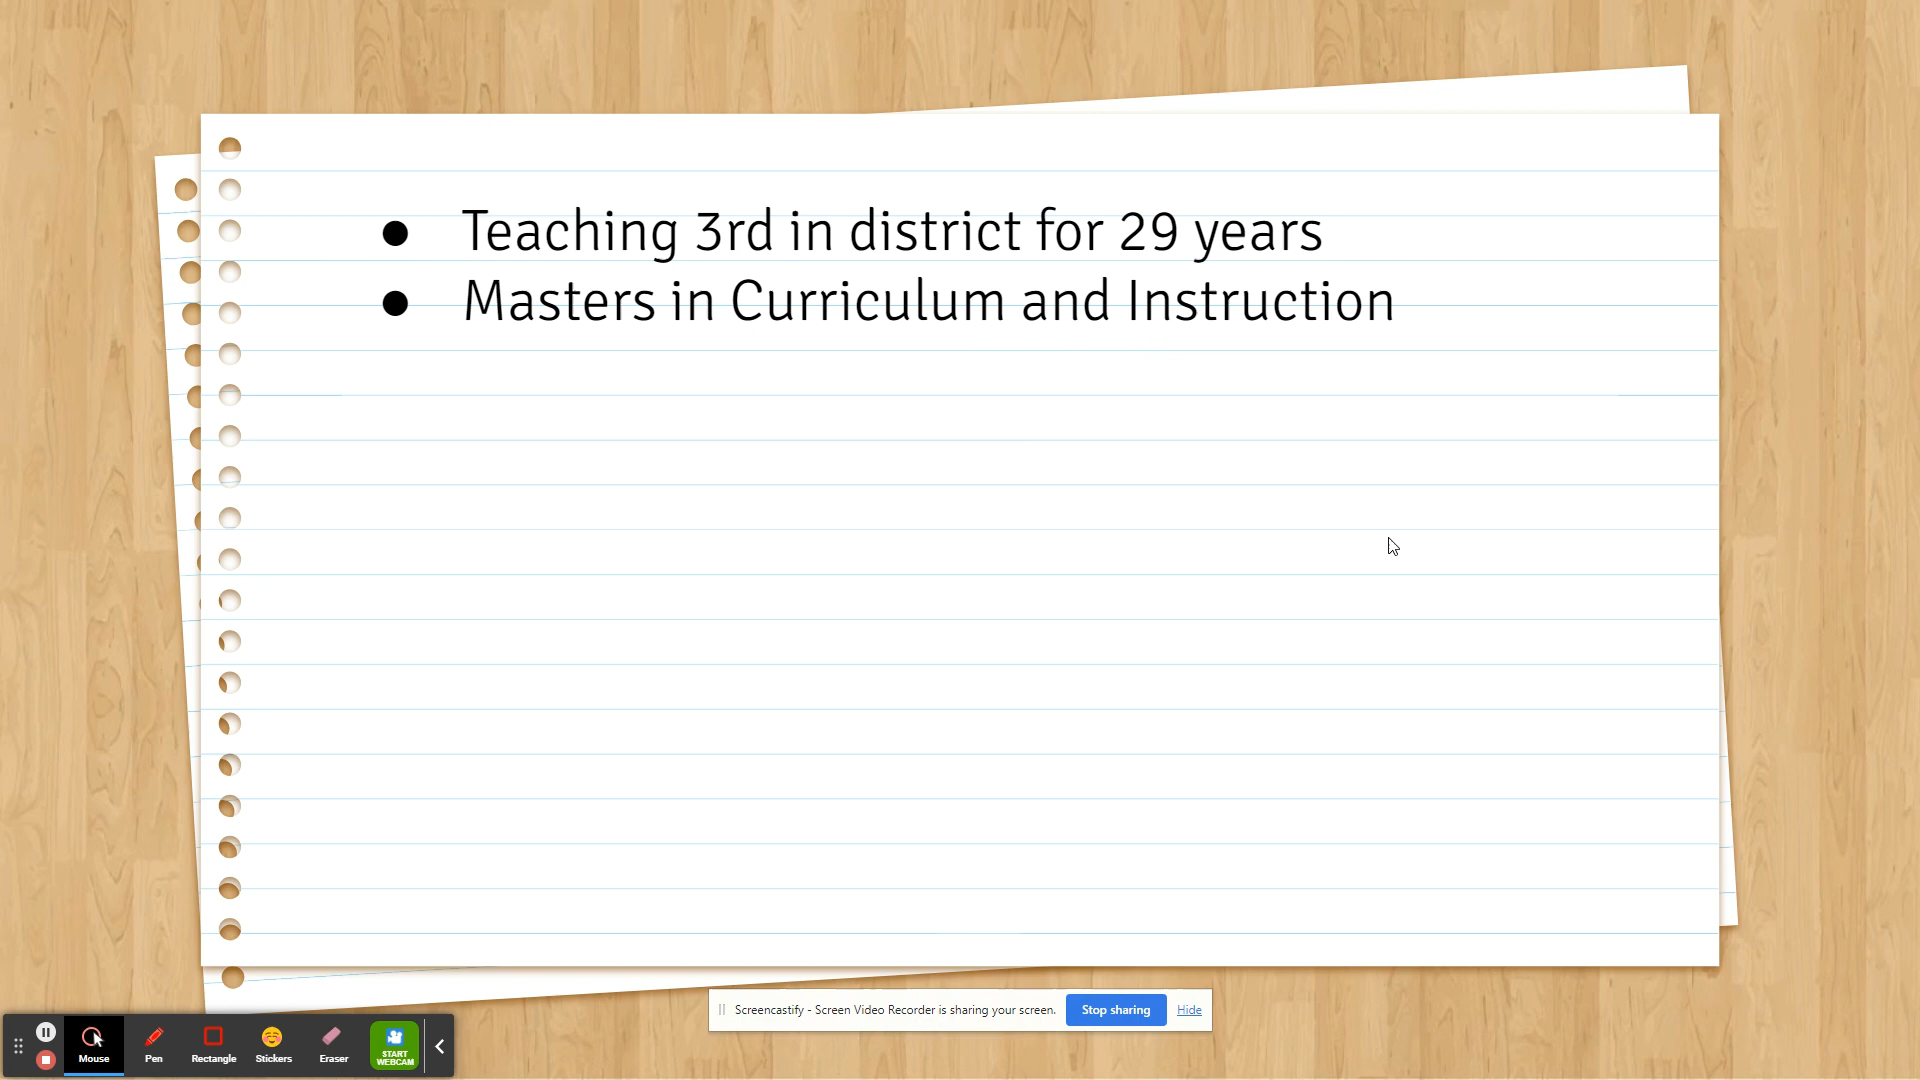 ● Teaching 3rd in district for 29 years
● Masters in Curriculum and Instruction
Screencastify - Screen Video Recorder is sharing your screen. Stop sharing Hide
Mouse Pen Rectangle Stickers Eraser START WEBCAM